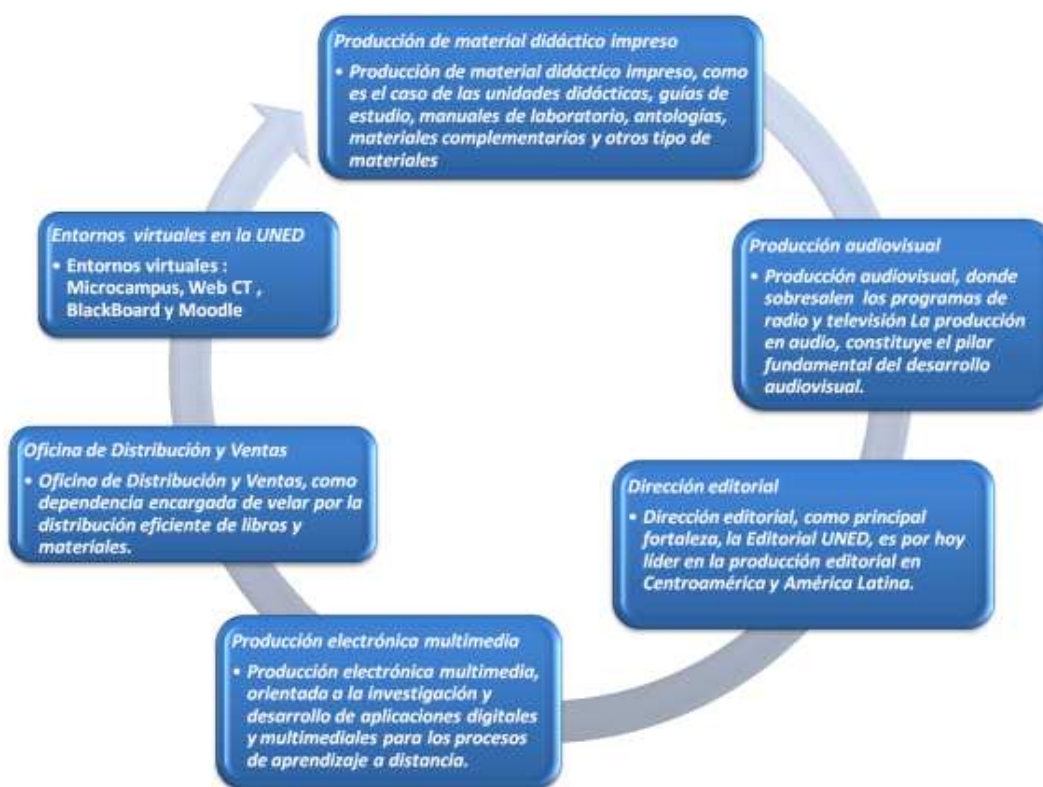 Producción de material didáctico impreso
• Producción de material didáctico impreso, como
es el caso de las unidades didácticas, guías de
estudio, manuales de laboratorio, antologías,
materiales complementarios y otros tipo de
materiales
Producción audiovisual
• Producción audiovisual, donde
sobresalen los programas de
radio y televisión La producción
en audio, constituye el pilar
fundamental del desarrollo
audiovisual.
Dirección editorial
• Dirección editorial, como principal
fortaleza, la Editorial UNED, es por hoy
líder en la producción editorial en
Centroamérica y América Latina.
Producción electrónica multimedia
• Producción electrónica multimedia,
orientada a la investigación y
desarrollo de aplicaciones digitales
y multimediales para los procesos
de aprendizaje a distancia.
Oficina de Distribución y Ventas
• Oficina de Distribución y Ventas, como
dependencia encargada de velar por la
distribución eficiente de libros y
materiales.
Entornos virtuales en la UNED
• Entornos virtuales :
Microcampus, Web CT ,
BlackBoard y Moodle